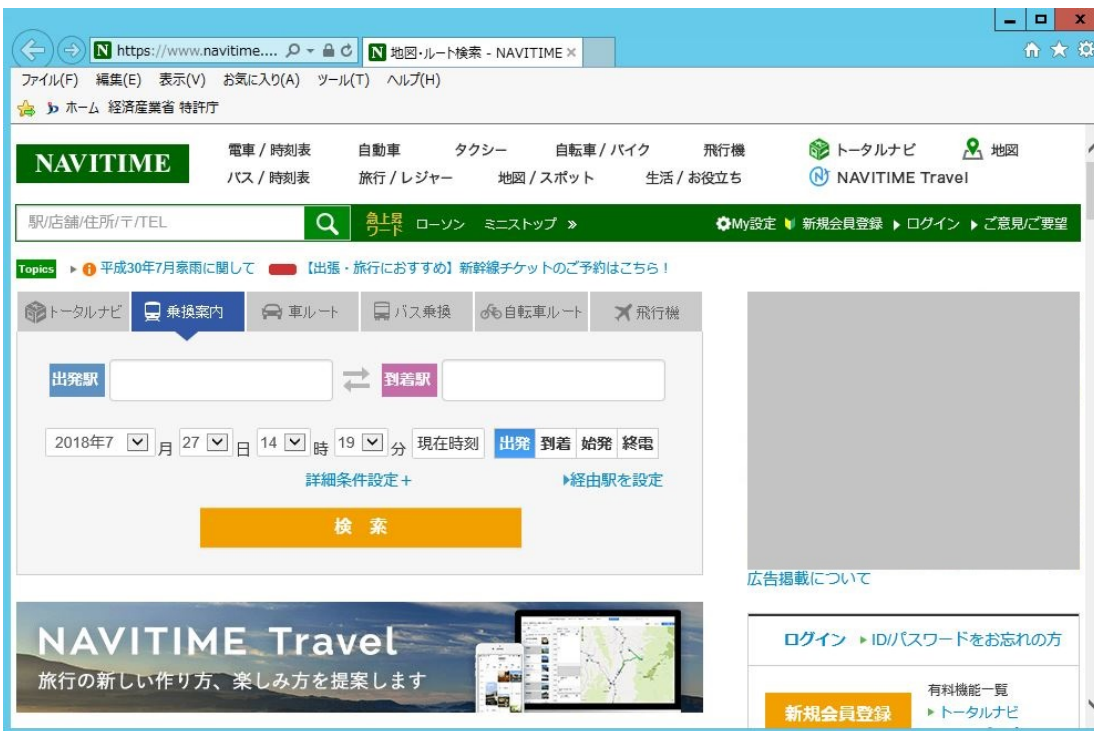 https://www.navitime....
地図・ルート検索 - NAVITIME
ファイル(F) 編集(E) 表示(V) お気に入り(A) ツール(T) ヘルプ(H)
ホーム 経済産業省 特許庁
NAVITIME
電車 / 時刻表 自動車 タクシー 自転車 / バイク 飛行機 トータルナビ 地図
バス / 時刻表 旅行 / レジャー 地図 / スポット 生活 / お役立ち NAVITIME Travel
駅/店舗/住所/〒/TEL 急上昇ワード ローソン ミニストップ » My設定 新規会員登録 ログイン ご意見/ご要望
Topics 平成30年7月豪雨に関して 【出張・旅行におすすめ】新幹線チケットのご予約はこちら!
トータルナビ 乗換案内 車ルート バス乗換 自転車ルート 飛行機
出発駅 到着駅
2018年7 月 27 日 14 時 19 分 現在時刻 出発 到着 始発 終電
詳細条件設定+ 経由駅を設定
検 索
広告掲載について
NAVITIME Travel
旅行の新しい作り方、楽しみ方を提案します
ログイン ID/パスワードをお忘れの方
新規会員登録
有料機能一覧
トータルナビ